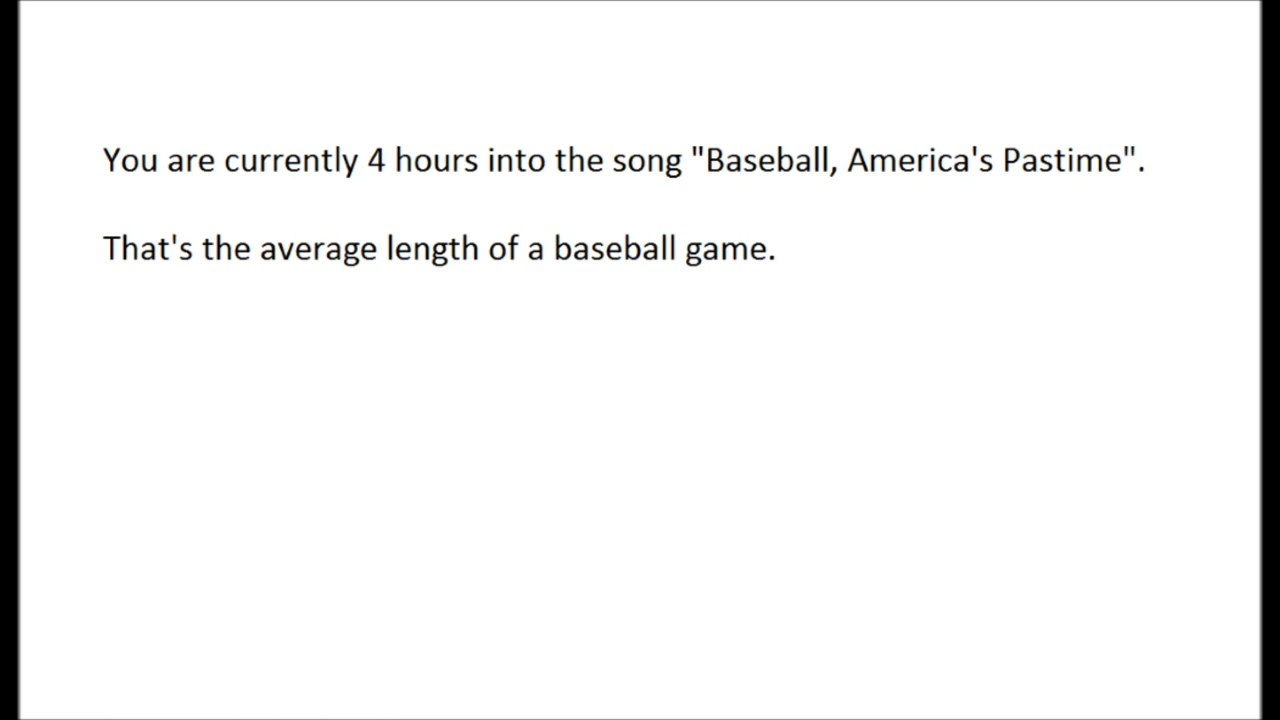 You are currently 4 hours into the song "Baseball, America's Pastime".
That's the average length of a baseball game.